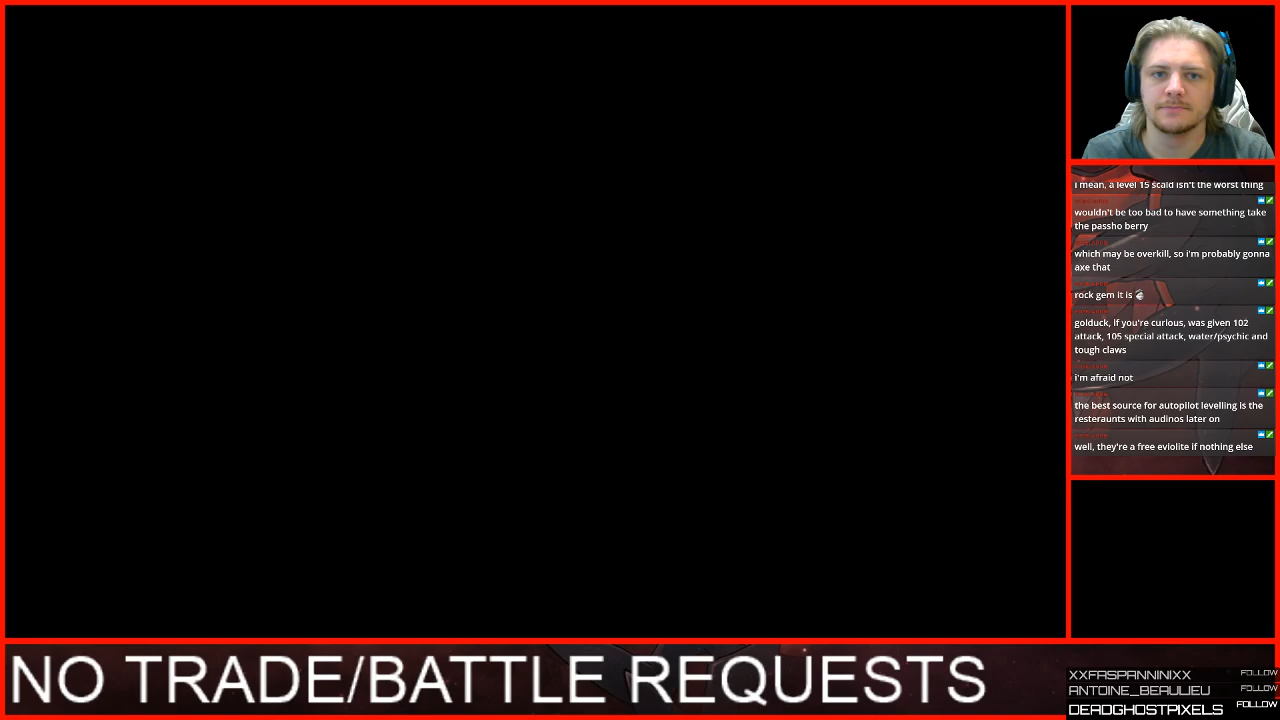 i mean, a level 15 scald isn't the worst thing
wouldn't be too bad to have something take
the passho berry
which may be overkill, so i'm probably gonna
axe that
rock gem it is
golduck, if you're curious, was given 102
attack, 105 special attack, water/psychic and
tough claws
i'm afraid not
the best source for autopilot levelling is the
resteraunts with audinos later on
well, they're a free eviolite if nothing else
NO TRADE/BATTLE REQUESTS
XXFASPANNINIXX FOLLOW
ANTOINE_BEAULIEU FOLLOW
DEADGHOSTPIXELS FOLLOW